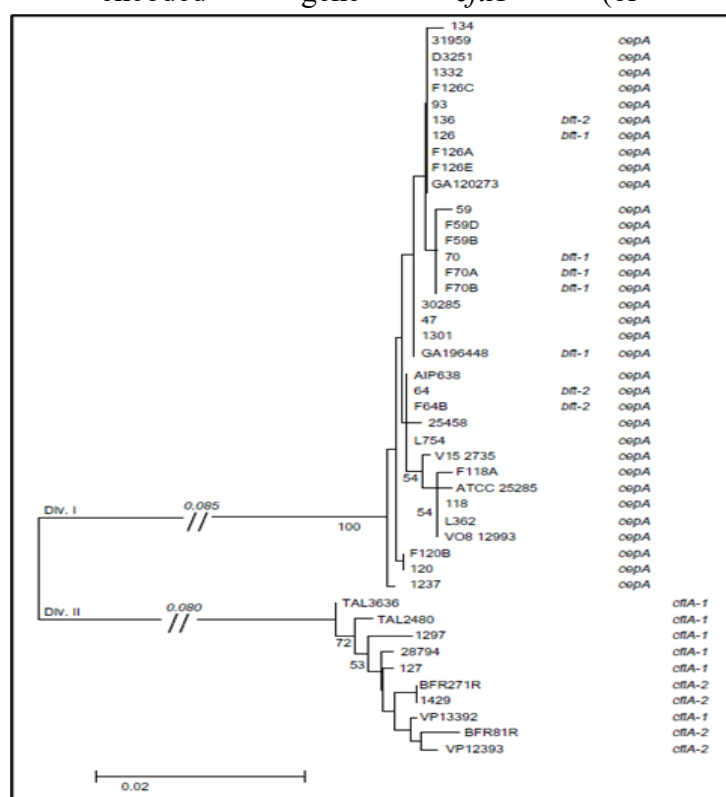 encoded gene (or
134
31959 cepA
D3251 cepA
1332 cepA
F126C cepA
93 cepA
136 bft-2 cepA
126 bft-1 cepA
F126A cepA
F126E cepA
GA120273 cepA
59 cepA
F59D cepA
F59B cepA
70 bft-1 cepA
F70A bft-1 cepA
F70B bft-1 cepA
30285 cepA
47 cepA
1301 cepA
GA196448 bft-1 cepA
AIP638 cepA
64 bft-2 cepA
F64B bft-2 cepA
25458 cepA
L754 cepA
V15 2735 cepA
54 F118A cepA
ATCC 25285 cepA
Div. I 0.085 118 cepA
54
100 L362 cepA
VO8 12993 cepA
F120B cepA
120 cepA
1237 cepA
TAL3636 cfiA-1
Div. II 0.080 TAL2480 cfiA-1
72 1297 cfiA-1
28794 cfiA-1
53 127 cfiA-1
BFR271R cfiA-2
1429 cfiA-2
VP13392 cfiA-1
BFR81R cfiA-2
VP12393 cfiA-2
0.02